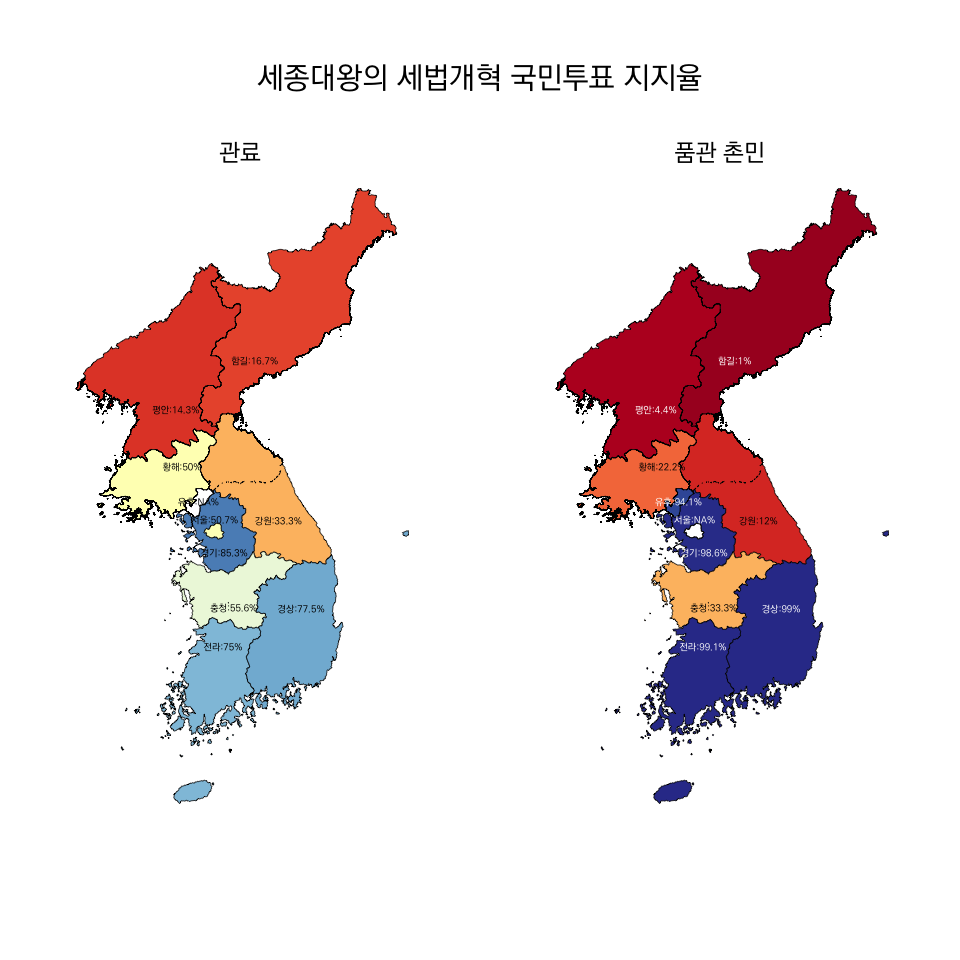 세종대왕의 세법개혁 국민투표 지지율
관료
함길:16.7%
평안:14.3%
황해:50%
유후:NA%
서울:50.7%
강원:33.3%
경기:85.3%
충청:55.6%
경상:77.5%
전라:75%
품관 촌민
함길:1%
평안:4.4%
황해:22.2%
유후:94.1%
서울:NA%
강원:12%
경기:98.6%
충청:33.3%
경상:99%
전라:99.1%